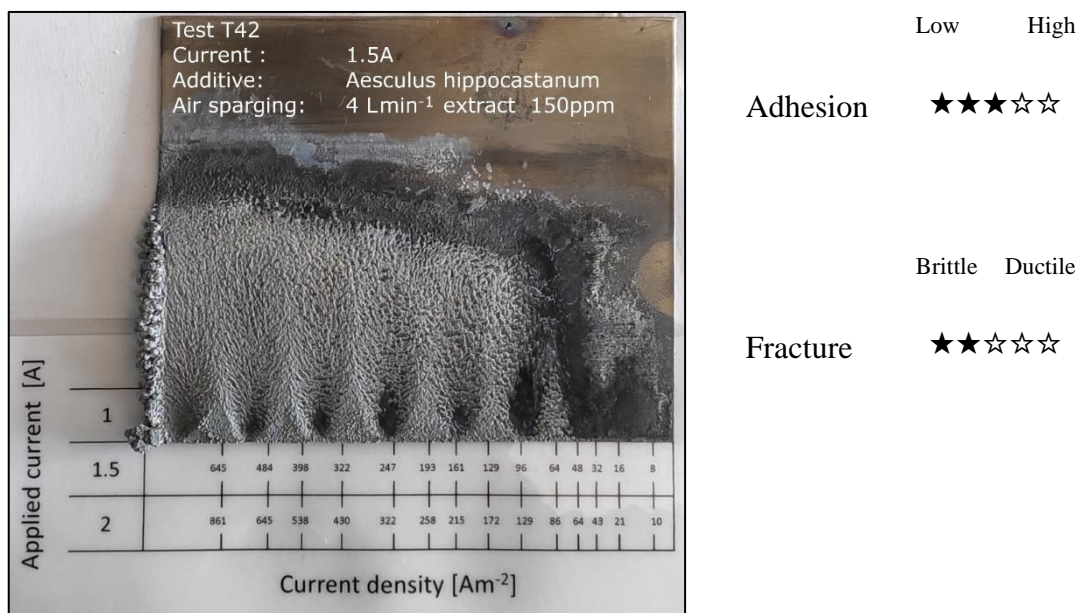 Test T42
Current : 1.5A
Additive: Aesculus hippocastanum
Air sparging: 4 Lmin⁻¹ extract 150ppm
Applied current [A]
1
1.5 645 484 398 322 247 193 161 129 96 64 48 32 16 8
2 861 645 538 430 322 258 215 172 129 86 64 43 21 10
Current density [Am⁻²]
Low High
Adhesion ★★★☆☆
Brittle Ductile
Fracture ★★☆☆☆